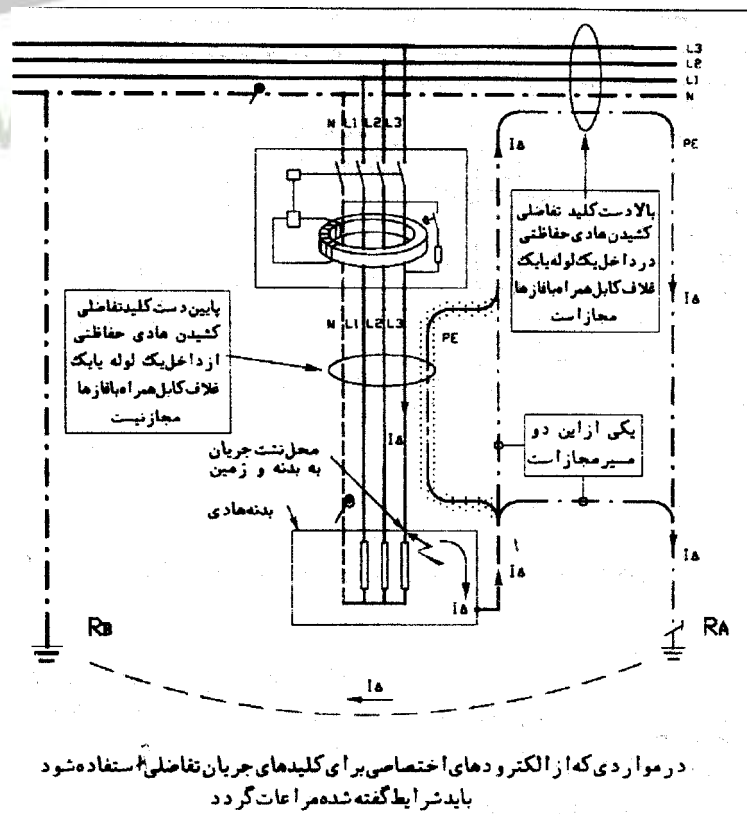 L3
L2
L1
N
N L1 L2 L3
IΔ
PE
بالادست کلید تفاضلی
کشیدن هادی حفاظتی
در داخل یک لوله یا یک
غلاف کابل همراه با فازها
مجاز است
IΔ
پایین دست کلید تفاضلی
کشیدن هادی حفاظتی
از داخل یک لوله یا یک
غلاف کابل همراه با فازها
مجاز نیست
N L1 L2 L3
PE
IΔ
یکی از این دو
مسیر مجاز است
محل نشت جریان
به بدنه و زمین
بدنه هادی
IΔ
IΔ
IΔ
RB
RA
IΔ
در مواردی که از الکترودهای اختصاصی برای کلیدهای جریان تفاضلی استفاده شود
باید شرایط گفته شده مراعات گردد